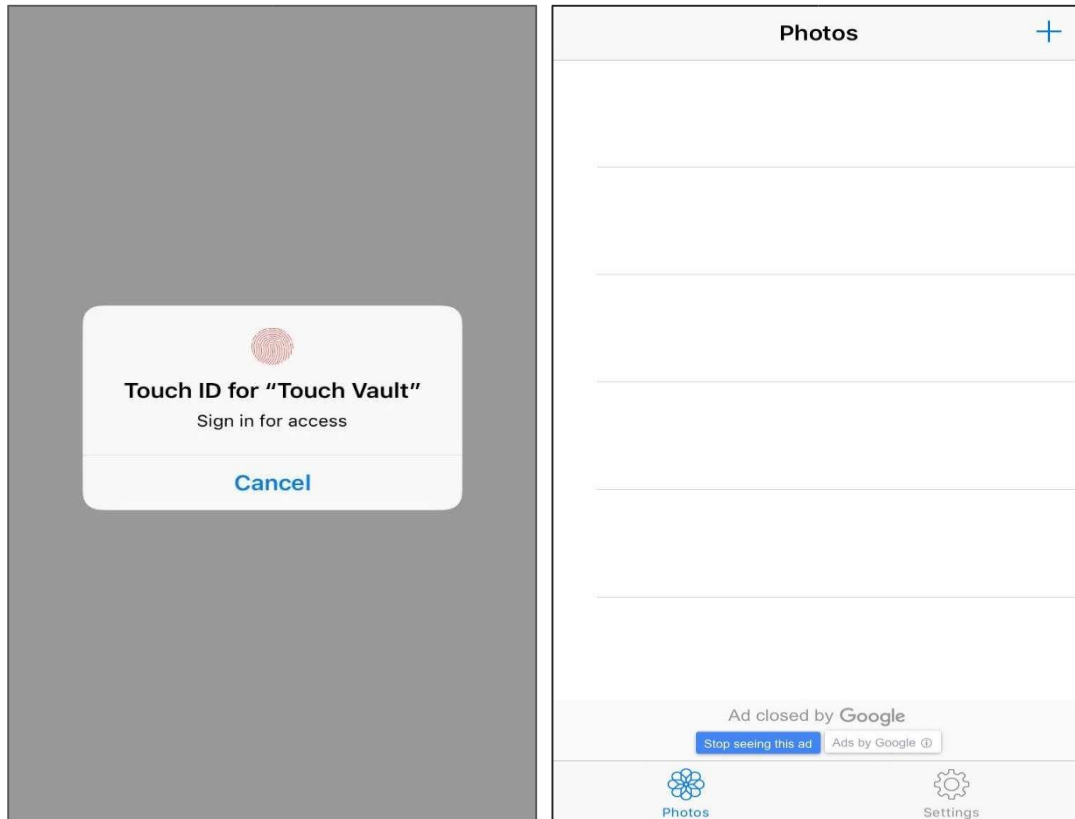 Touch ID for “Touch Vault”
Sign in for access
Cancel
Photos
Ad closed by Google
Stop seeing this ad
Ads by Google
Photos
Settings